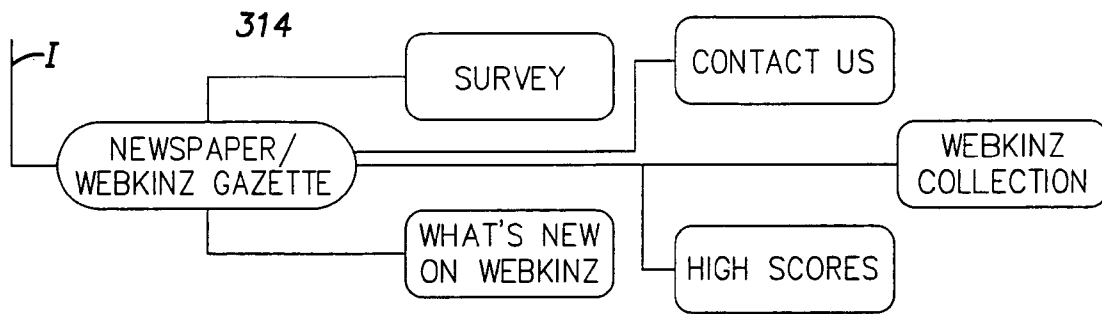 314
I
SURVEY
CONTACT US
NEWSPAPER/
WEBKINZ GAZETTE
WEBKINZ
COLLECTION
WHAT'S NEW
ON WEBKINZ
HIGH SCORES